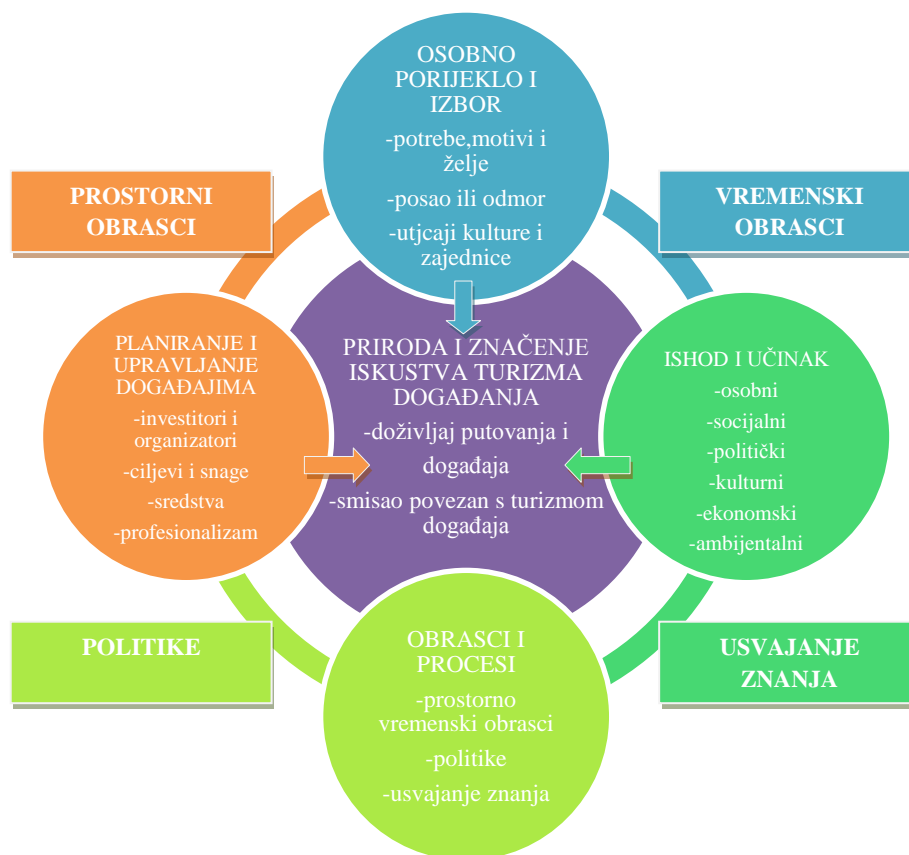 OSOBNO
PORIJEKLO I
IZBOR
-potrebe,motivi i
želje
-posao ili odmor
-utjcaji kulture i
zajednice
PROSTORNI
OBRASCI
VREMENSKI
OBRASCI
PLANIRANJE I
UPRAVLJANJE
DOGAĐAJIMA
-investitori i
organizatori
-ciljevi i snage
-sredstva
-profesionalizam
PRIRODA I ZNAČENJE
ISKUSTVA TURIZMA
DOGAĐANJA
-doživljaj putovanja i
događaja
-smisao povezan s turizmom
događaja
ISHOD I UČINAK
-osobni
-socijalni
-politički
-kulturni
-ekonomski
-ambijentalni
POLITIKE
OBRASCI I
PROCESI
-prostorno
vremenski obrasci
-politike
-usvajanje znanja
USVAJANJE
ZNANJA